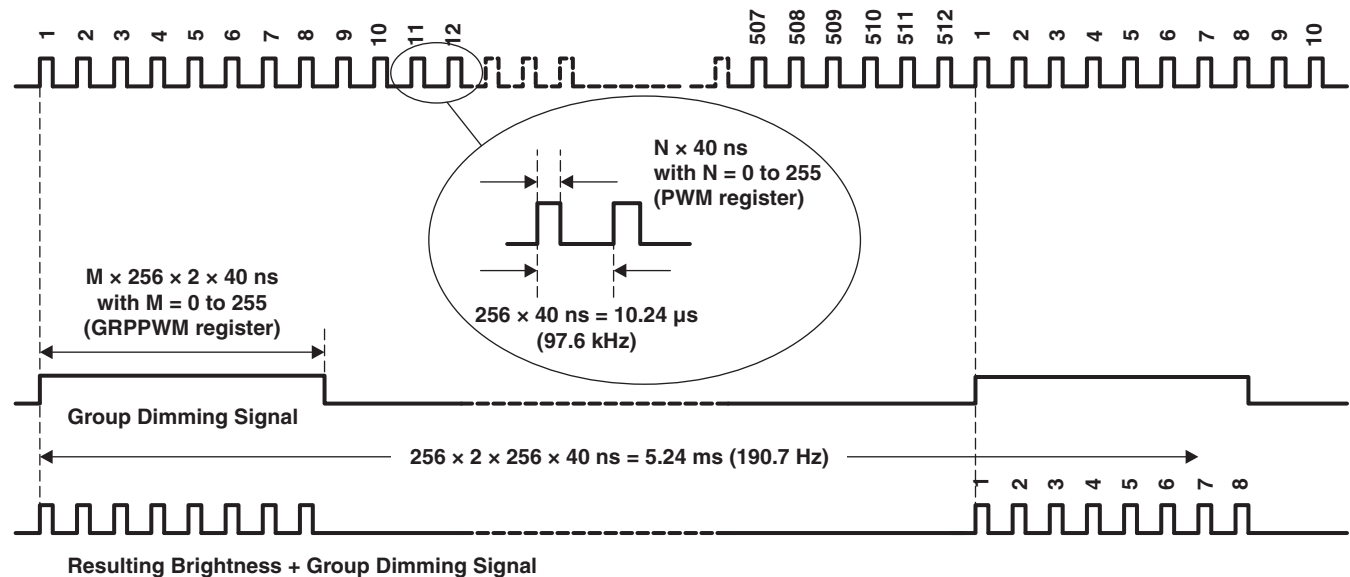 1 2 3 4 5 6 7 8 9 10 11 12 507 508 509 510 511 512 1 2 3 4 5 6 7 8 9 10
N × 40 ns
with N = 0 to 255
(PWM register)
256 × 40 ns = 10.24 µs
(97.6 kHz)
M × 256 × 2 × 40 ns
with M = 0 to 255
(GRPPWM register)
Group Dimming Signal
256 × 2 × 256 × 40 ns = 5.24 ms (190.7 Hz)
1 2 3 4 5 6 7 8
Resulting Brightness + Group Dimming Signal